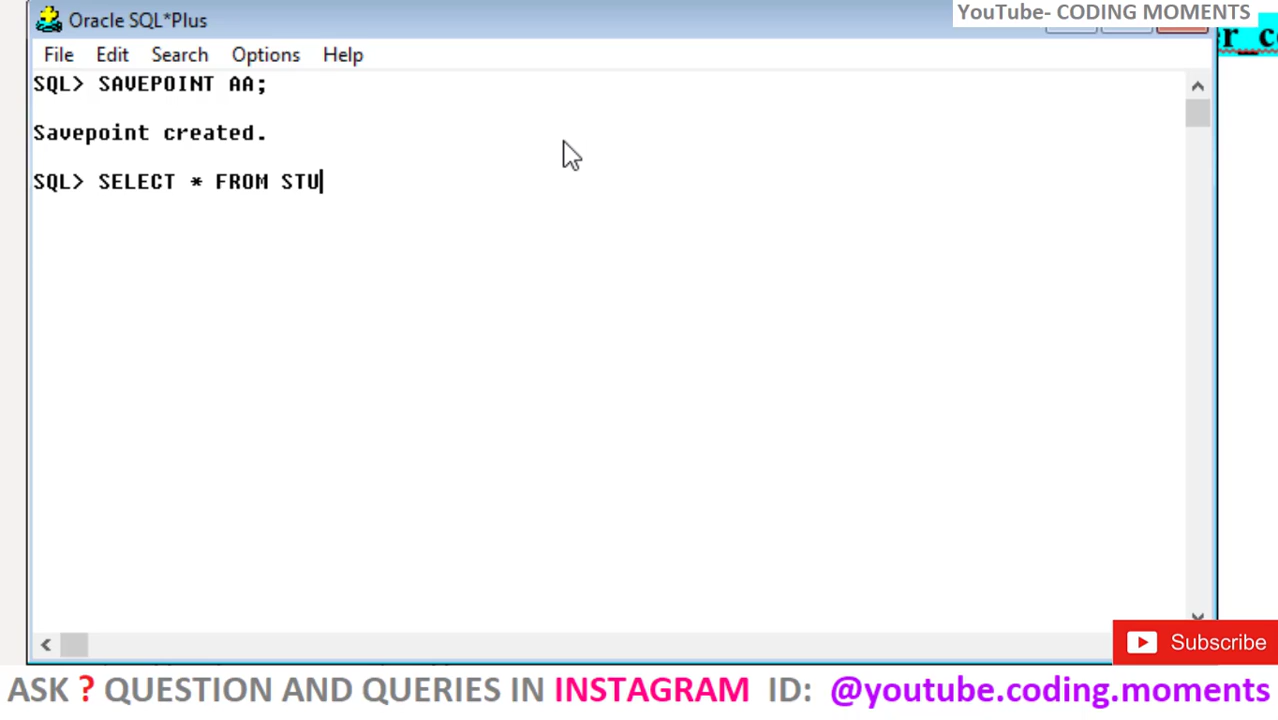 YouTube- CODING MOMENTS
Oracle SQL*Plus
File Edit Search Options Help
SQL> SAVEPOINT AA;
Savepoint created.
SQL> SELECT * FROM STU
Subscribe
ASK ? QUESTION AND QUERIES IN INSTAGRAM ID: @youtube.coding.moments